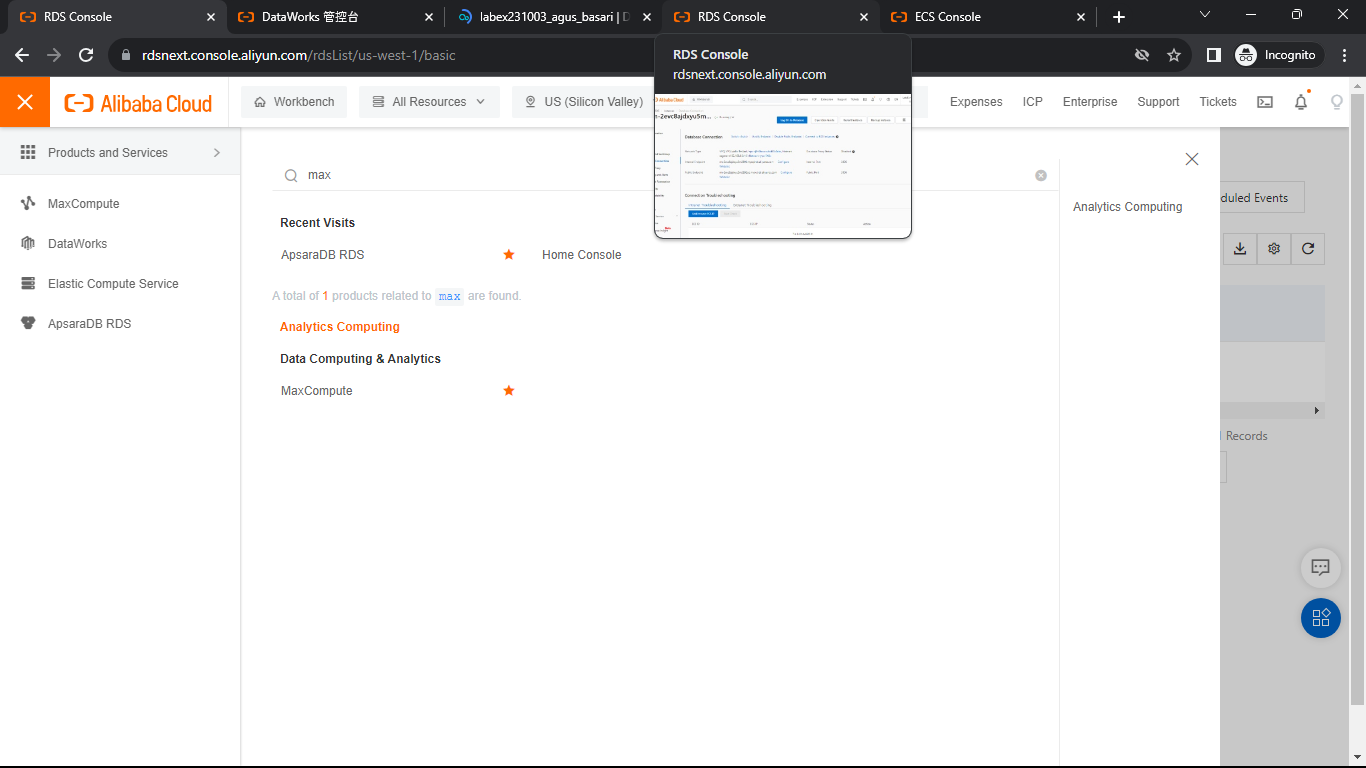 RDS Console
DataWorks 管控台
labex231003_agus_basari | D
RDS Console
ECS Console
rdsnext.console.aliyun.com/rdsList/us-west-1/basic
Incognito
RDS Console
rdsnext.console.aliyun.com
Alibaba Cloud
Workbench
All Resources
US (Silicon Valley)
Expenses
ICP
Enterprise
Support
Tickets
Products and Services
MaxCompute
DataWorks
Elastic Compute Service
ApsaraDB RDS
max
Recent Visits
ApsaraDB RDS
Home Console
A total of 1 products related to max are found.
Analytics Computing
Data Computing & Analytics
MaxCompute
Analytics Computing
duled Events
Records
Database Connection
Connection Troubleshooting